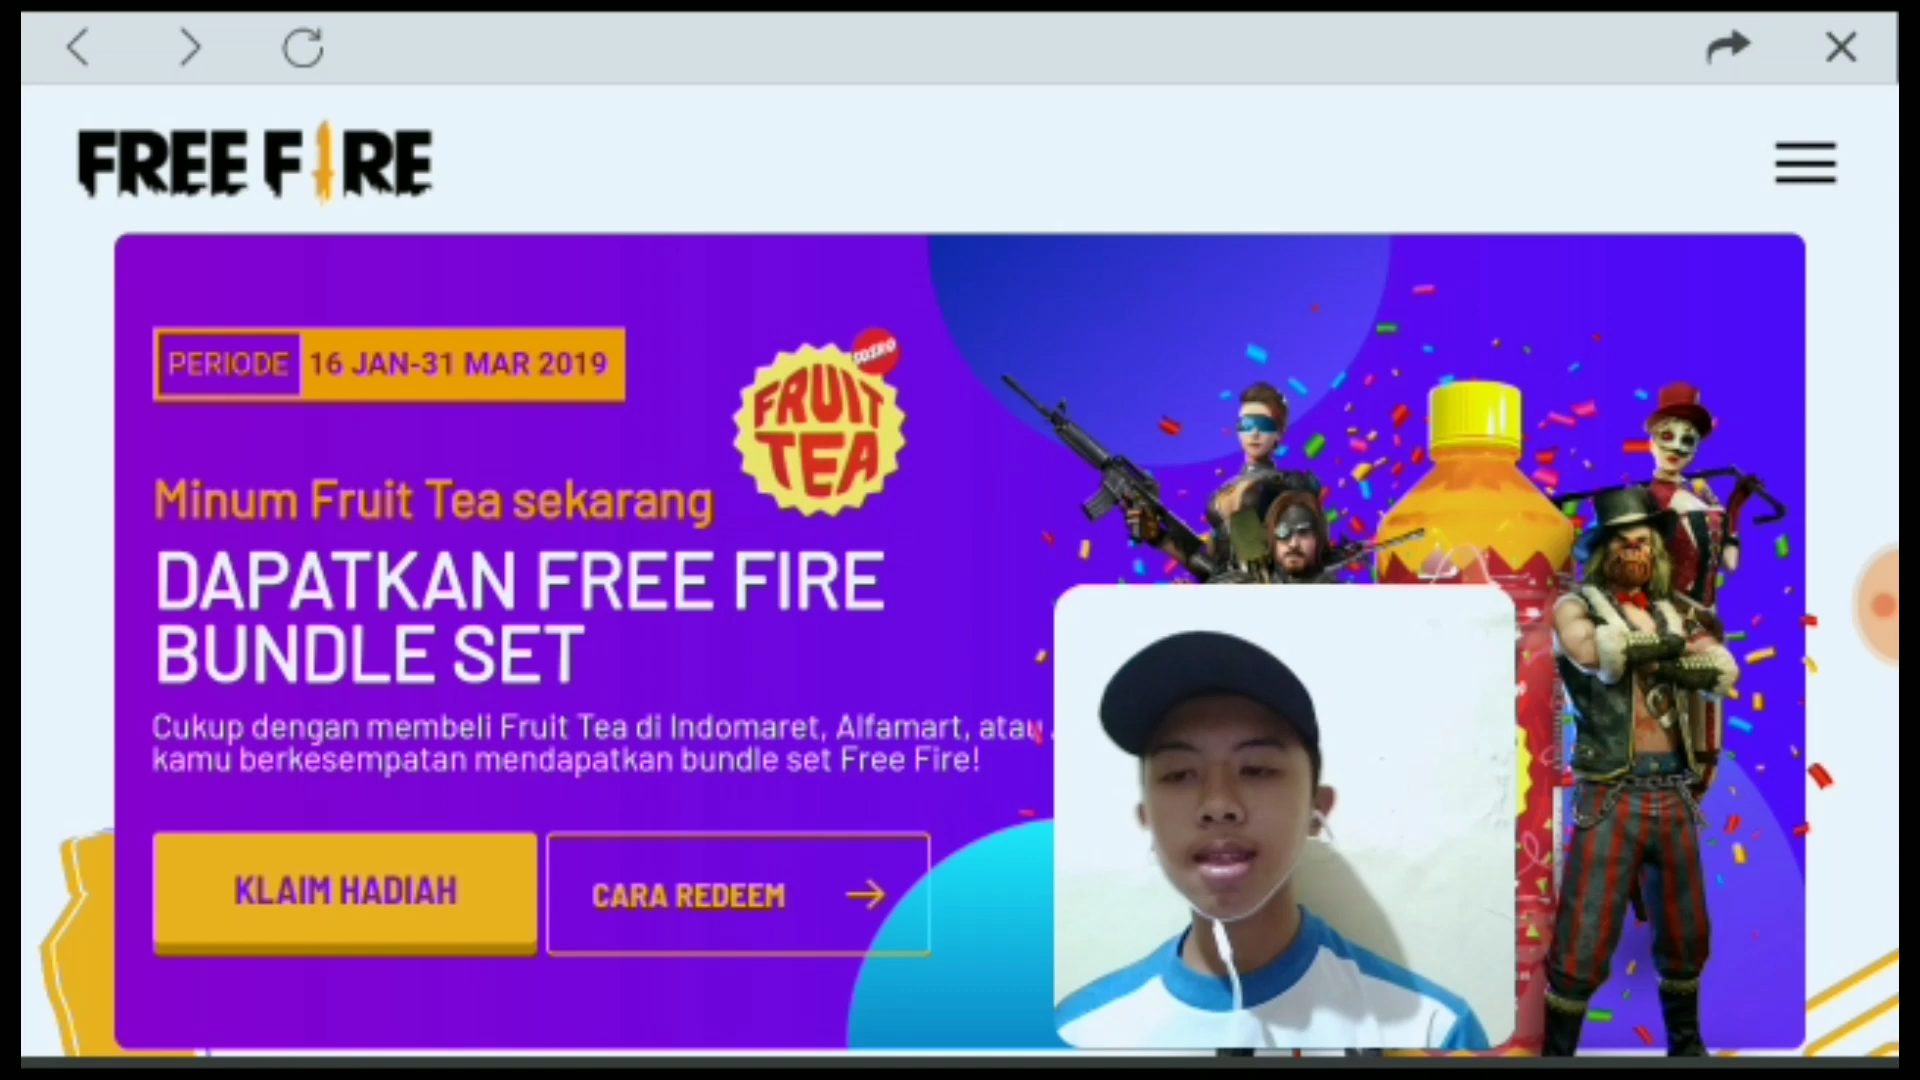 FREE FIRE
PERIODE 16 JAN-31 MAR 2019
SOSRO
FRUIT
TEA
Minum Fruit Tea sekarang
DAPATKAN FREE FIRE
BUNDLE SET
Cukup dengan membeli Fruit Tea di Indomaret, Alfamart, atau
kamu berkesempatan mendapatkan bundle set Free Fire!
KLAIM HADIAH
CARA REDEEM